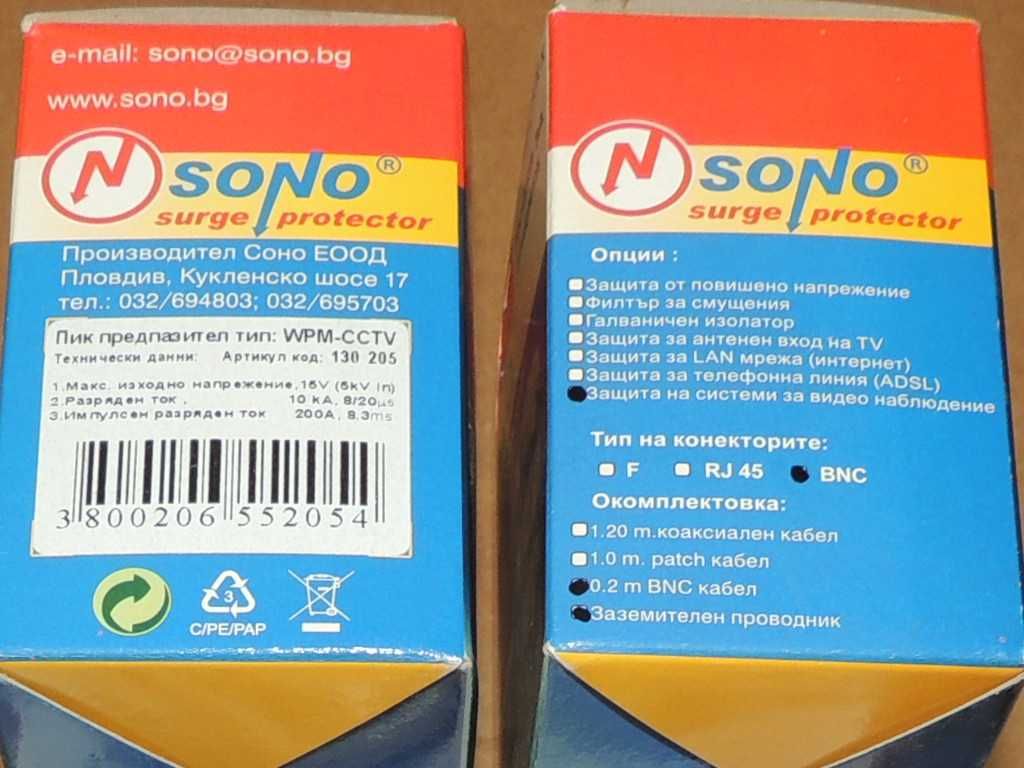 e-mail: sono@sono.bg
www.sono.bg
N SONO®
surge protector
Производител Соно ЕООД
Пловдив, Кукленско шосе 17
тел.: 032/694803; 032/695703
Пик предпазител тип: WPM-CCTV
Технически данни: Артикул код: 130 205
1.Макс. изходно напрежение,15V (5kV In)
2.Разряден ток , 10 kA, 8/20µs
3.Импулсен разряден ток 200A, 8.3ms
3 800206 552054
3
C/PE/PAP
N SONO®
surge protector
Опции :
Защита от повишено напрежение
Филтър за смущения
Галваничен изолатор
Защита за антенен вход на TV
Защита за LAN мрежа (интернет)
Защита за телефонна линия (ADSL)
Защита на системи за видео наблюдение
Тип на конекторите:
F RJ 45 BNC
Окомплектовка:
1.20 m.коаксиален кабел
1.0 m. patch кабел
0.2 m BNC кабел
Заземителен проводник